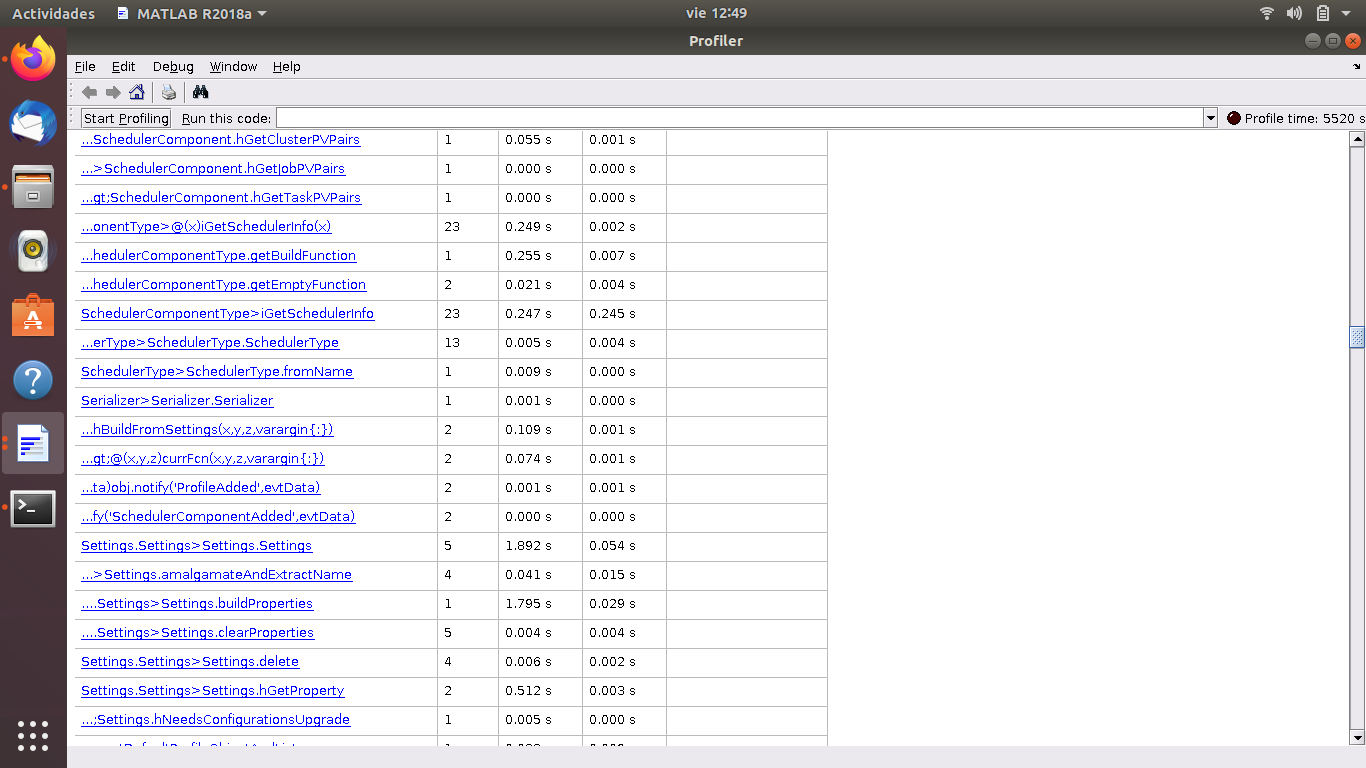 Actividades MATLAB R2018a vie 12:49
Profiler
File Edit Debug Window Help
Start Profiling Run this code: Profile time: 5520 s
...SchedulerComponent.hGetClusterPVPairs 1 0.055 s 0.001 s
...>SchedulerComponent.hGetJobPVPairs 1 0.000 s 0.000 s
...gt;SchedulerComponent.hGetTaskPVPairs 1 0.000 s 0.000 s
...onentType>@(x)iGetSchedulerInfo(x) 23 0.249 s 0.002 s
...hedulerComponentType.getBuildFunction 1 0.255 s 0.007 s
...hedulerComponentType.getEmptyFunction 2 0.021 s 0.004 s
SchedulerComponentType>iGetSchedulerInfo 23 0.247 s 0.245 s
...erType>SchedulerType.SchedulerType 13 0.005 s 0.004 s
SchedulerType>SchedulerType.fromName 1 0.009 s 0.000 s
Serializer>Serializer.Serializer 1 0.001 s 0.000 s
...hBuildFromSettings(x,y,z,varargin{:}) 2 0.109 s 0.001 s
...gt;@(x,y,z)currFcn(x,y,z,varargin{:}) 2 0.074 s 0.001 s
...ta)obj.notify('ProfileAdded',evtData) 2 0.001 s 0.001 s
...fy('SchedulerComponentAdded',evtData) 2 0.000 s 0.000 s
Settings.Settings>Settings.Settings 5 1.892 s 0.054 s
...>Settings.amalgamateAndExtractName 4 0.041 s 0.015 s
....Settings>Settings.buildProperties 1 1.795 s 0.029 s
....Settings>Settings.clearProperties 5 0.004 s 0.004 s
Settings.Settings>Settings.delete 4 0.006 s 0.002 s
Settings.Settings>Settings.hGetProperty 2 0.512 s 0.003 s
...;Settings.hNeedsConfigurationsUpgrade 1 0.005 s 0.000 s